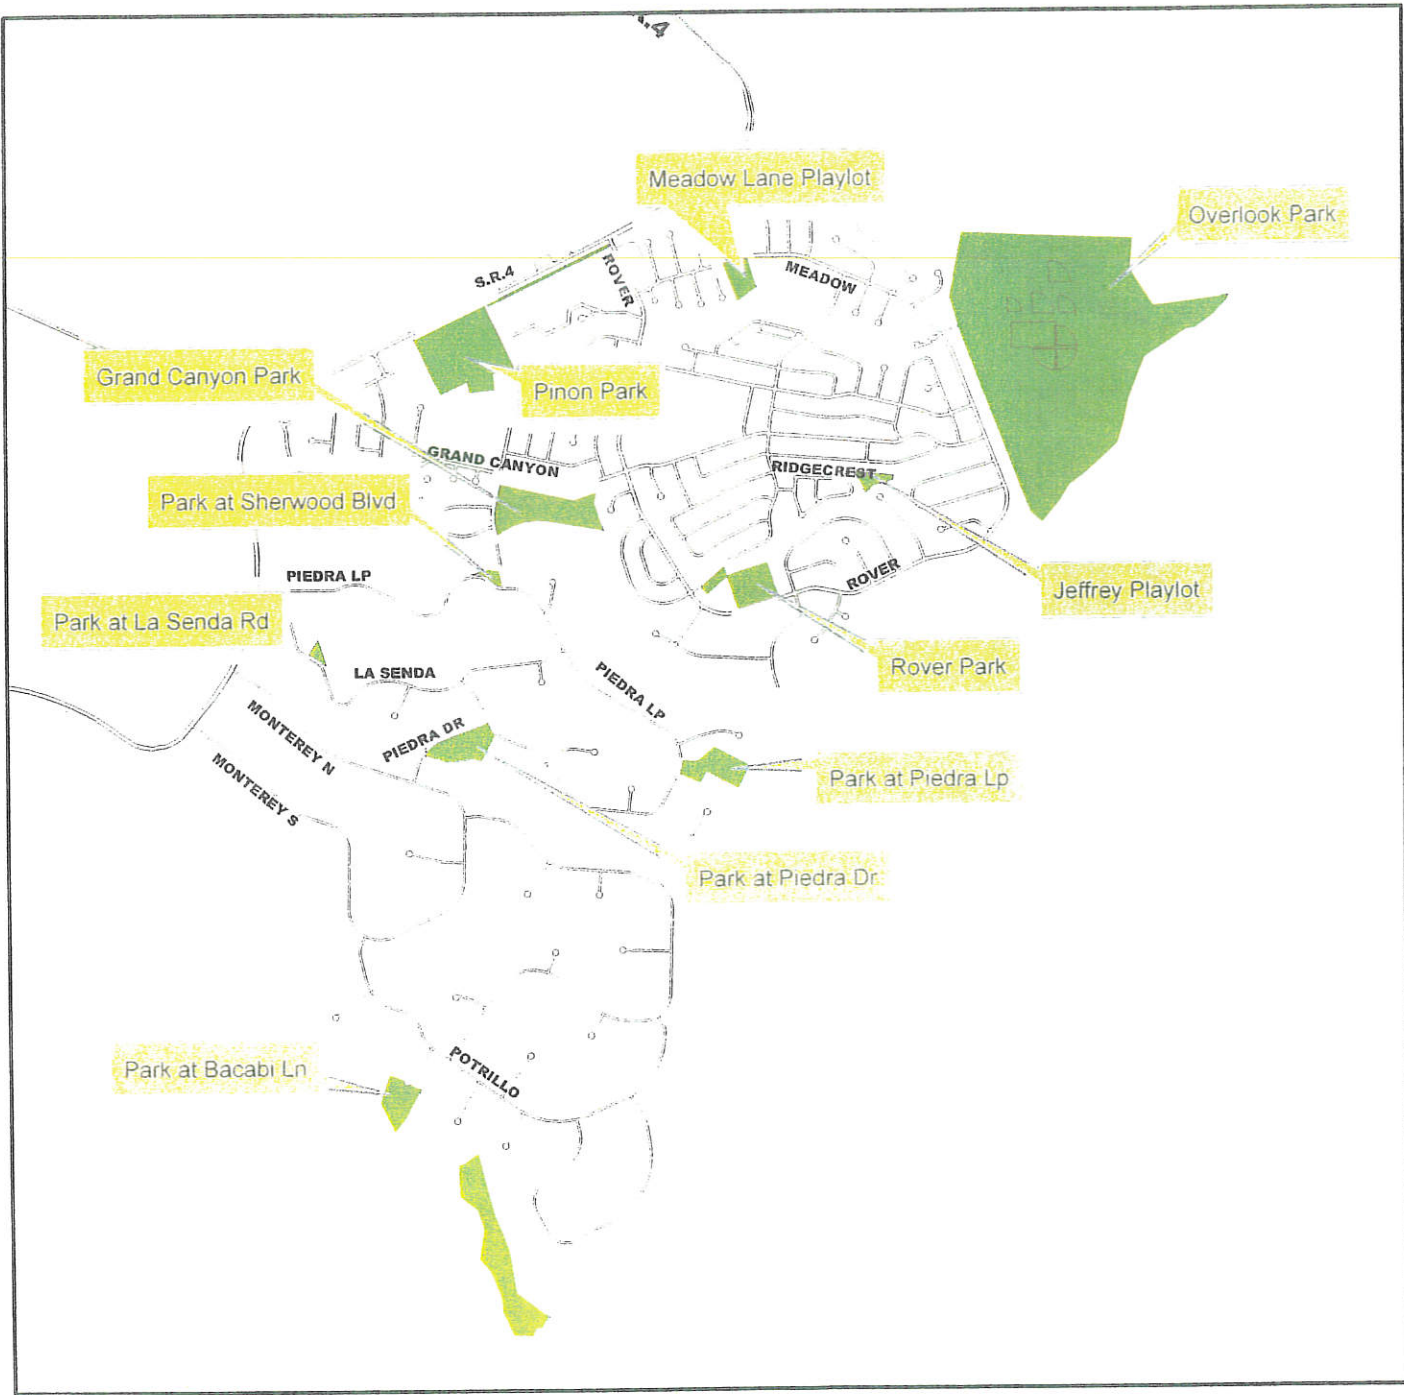 Meadow Lane Playlot
Overlook Park
S.R.4
ROVER
MEADOW
Grand Canyon Park
Pinon Park
GRAND CANYON
RIDGECREST
Park at Sherwood Blvd
PIEDRA LP
ROVER
Jeffrey Playlot
Park at La Senda Rd
Rover Park
LA SENDA
PIEDRA LP
MONTEREY N
PIEDRA DR
MONTEREY S
Park at Piedra Lp
Park at Piedra Dr
Park at Bacabi Ln
POTRILLO